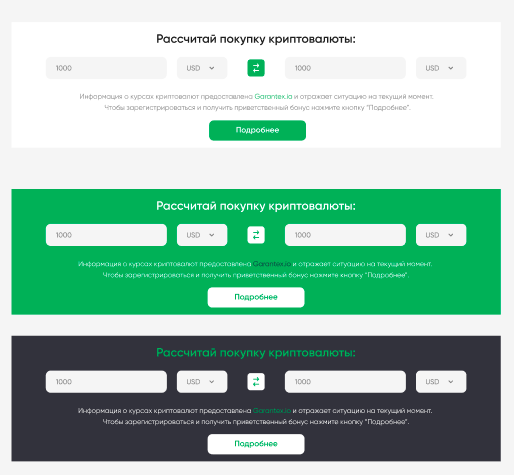 Рассчитай покупку криптовалюты:
1000 USD 1000 USD
Информация о курсах криптовалют предоставлена Garantex.io и отражает ситуацию на текущий момент.
Чтобы зарегистрироваться и получить приветственный бонус нажмите кнопку "Подробнее".
Подробнее
Рассчитай покупку криптовалюты:
1000 USD 1000 USD
Информация о курсах криптовалют предоставлена Garantex.io и отражает ситуацию на текущий момент.
Чтобы зарегистрироваться и получить приветственный бонус нажмите кнопку "Подробнее".
Подробнее
Рассчитай покупку криптовалюты:
1000 USD 1000 USD
Информация о курсах криптовалют предоставлена Garantex.io и отражает ситуацию на текущий момент.
Чтобы зарегистрироваться и получить приветственный бонус нажмите кнопку "Подробнее".
Подробнее